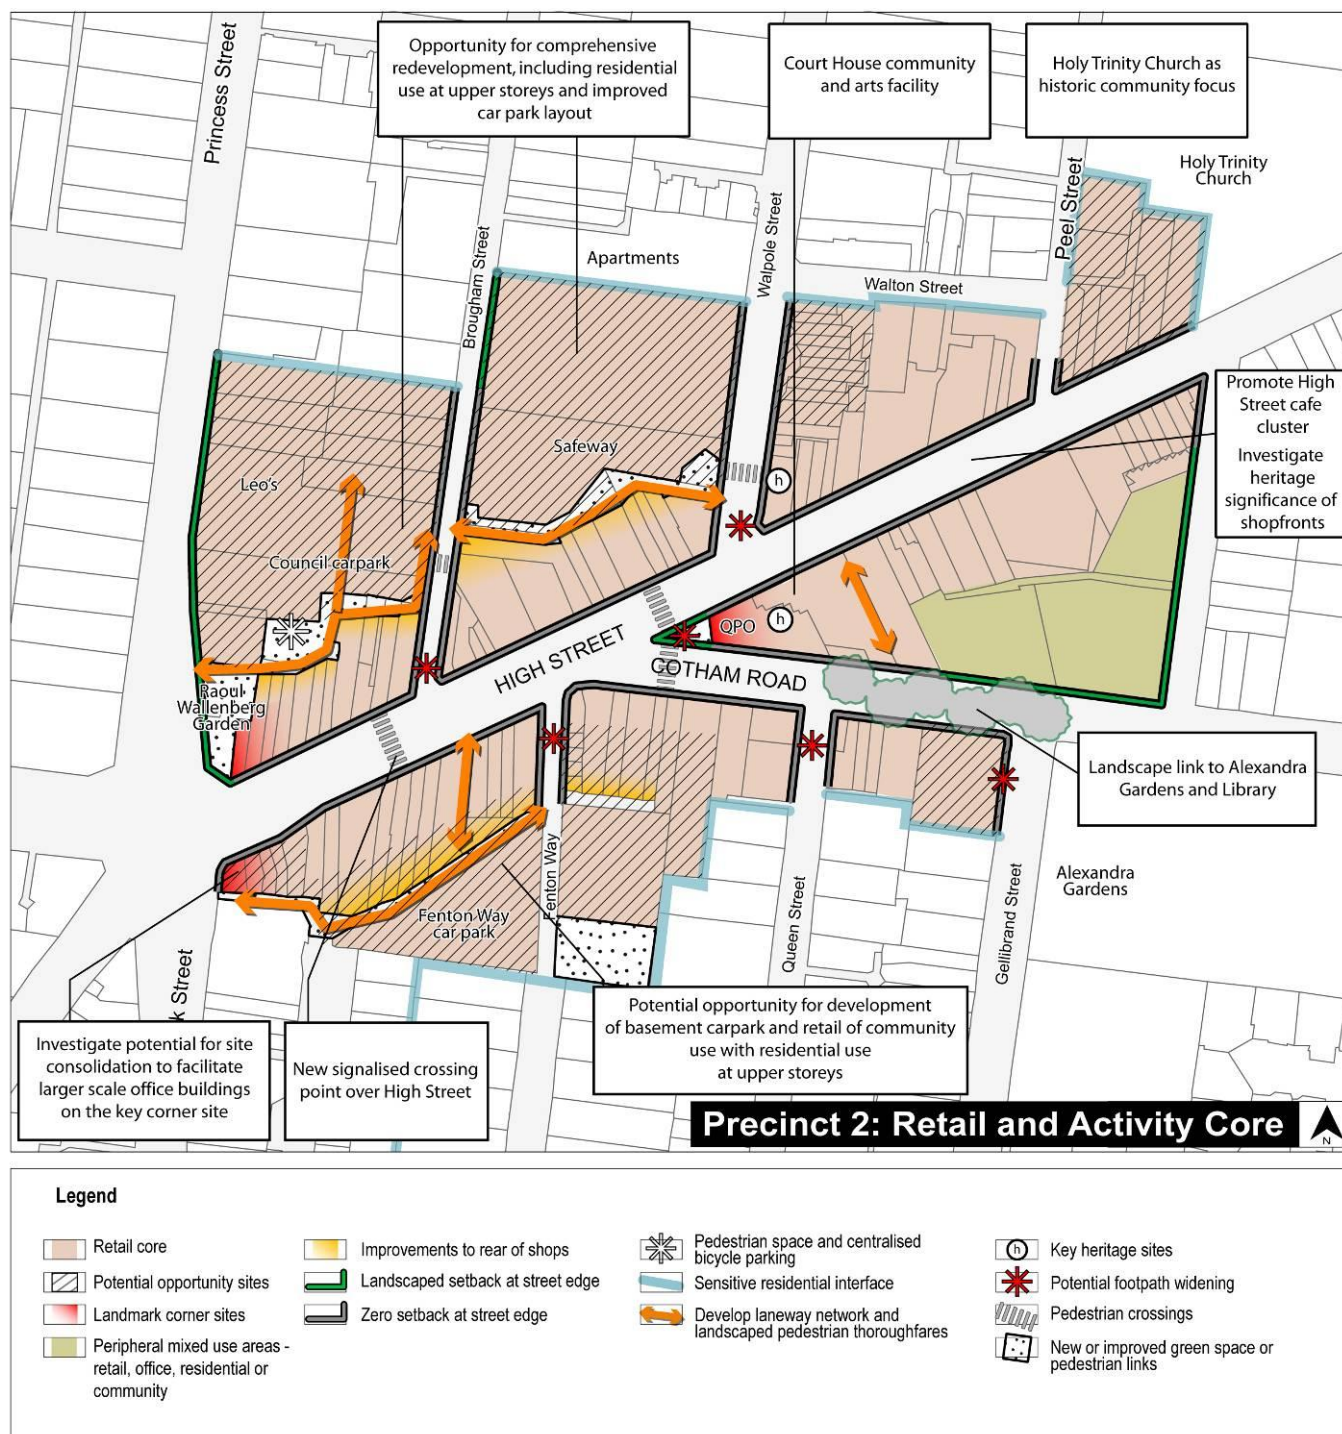 Princess Street
Opportunity for comprehensive
redevelopment, including residential
use at upper storeys and improved
car park layout
Court House community
and arts facility
Holy Trinity Church as
historic community focus
Holy Trinity
Church
Peel Street
Walpole Street
Brougham Street
Apartments
Walton Street
Promote High
Street cafe
cluster
Investigate
heritage
significance of
shopfronts
Safeway
Leo's
h
Council carpark
h
QPO
HIGH STREET
COTHAM ROAD
Raoul
Wallenberg
Garden
Landscape link to Alexandra
Gardens and Library
Alexandra
Gardens
Fenton Way
Fenton Way
car park
Queen Street
Gellibrand Street
k Street
Potential opportunity for development
of basement carpark and retail of community
use with residential use
at upper storeys
Investigate potential for site
consolidation to facilitate
larger scale office buildings
on the key corner site
New signalised crossing
point over High Street
Precinct 2: Retail and Activity Core
N
Legend
Retail core
Potential opportunity sites
Landmark corner sites
Peripheral mixed use areas -
retail, office, residential or
community
Improvements to rear of shops
Landscaped setback at street edge
Zero setback at street edge
Pedestrian space and centralised
bicycle parking
Sensitive residential interface
Develop laneway network and
landscaped pedestrian thoroughfares
h
Key heritage sites
Potential footpath widening
Pedestrian crossings
New or improved green space or
pedestrian links